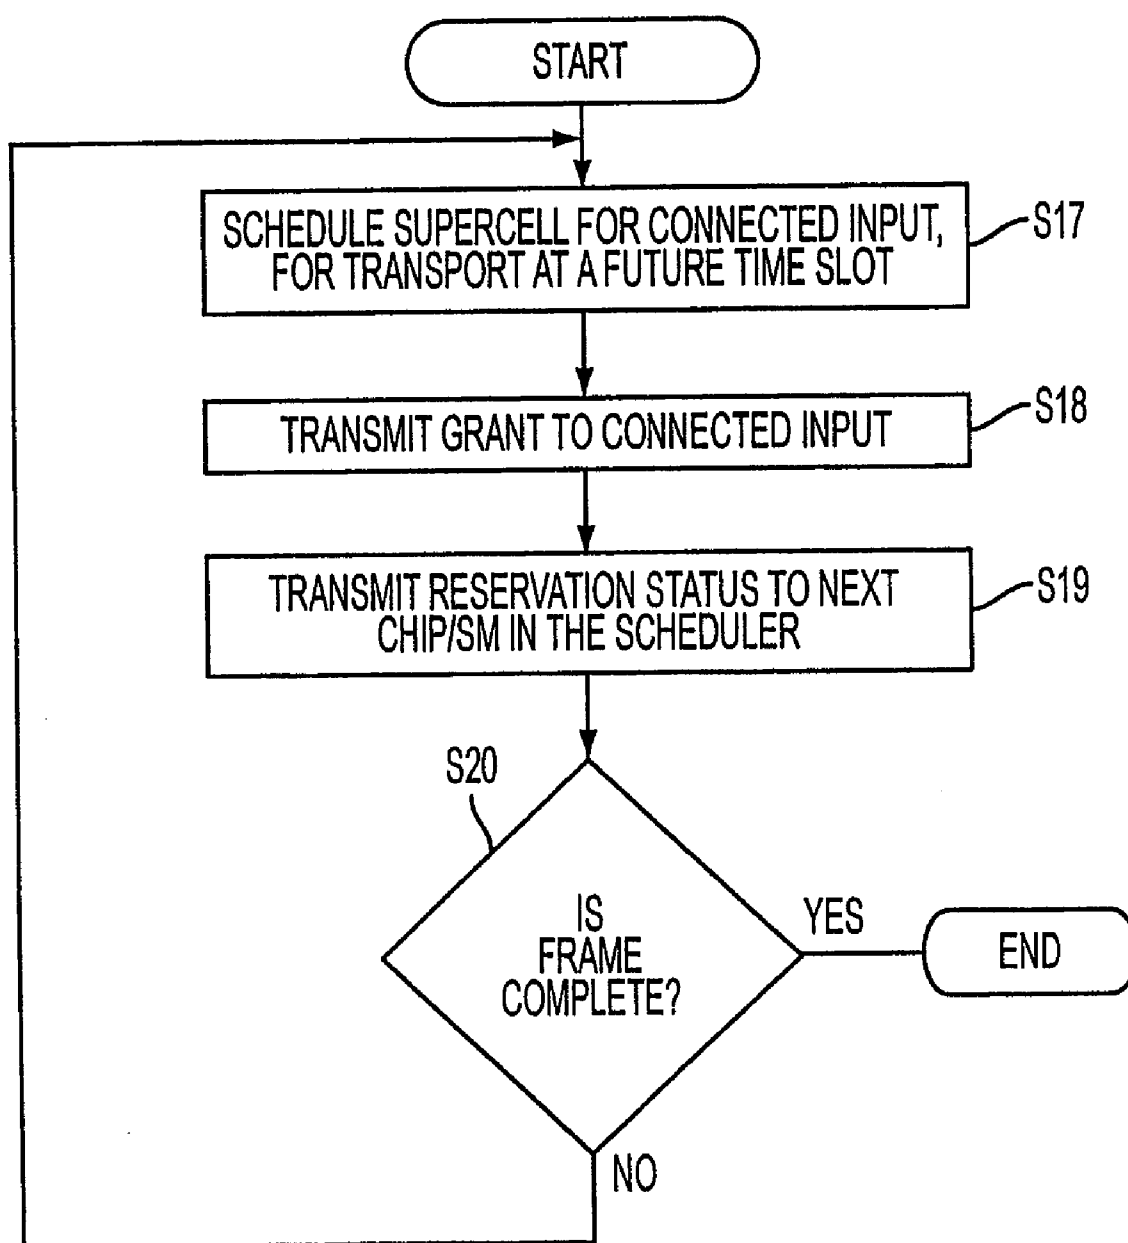 START
SCHEDULE SUPERCELL FOR CONNECTED INPUT,
FOR TRANSPORT AT A FUTURE TIME SLOT
S17
TRANSMIT GRANT TO CONNECTED INPUT
S18
TRANSMIT RESERVATION STATUS TO NEXT
CHIP/SM IN THE SCHEDULER
S19
S20
IS
FRAME
COMPLETE?
YES
END
NO